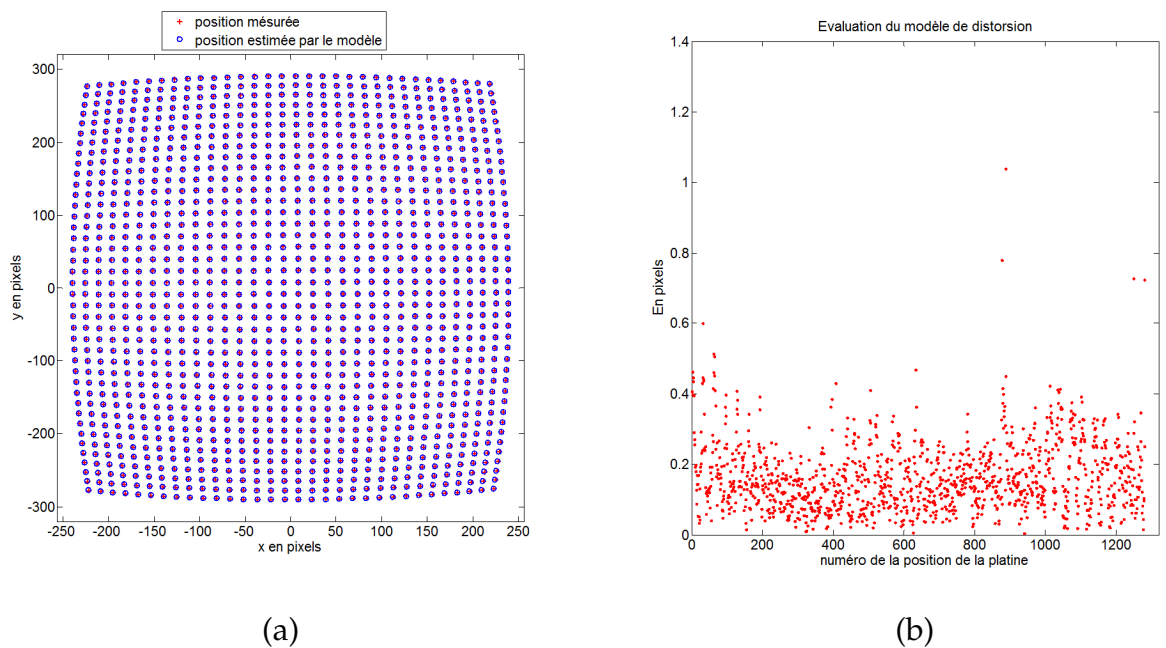 position mésurée
position estimée par le modèle
300
200
100
0
-100
-200
-300
y en pixels
-250 -200 -150 -100 -50 0 50 100 150 200 250
x en pixels
(a)
Evaluation du modèle de distorsion
1.4
1.2
1
0.8
0.6
0.4
0.2
0
En pixels
0 200 400 600 800 1000 1200
numéro de la position de la platine
(b)